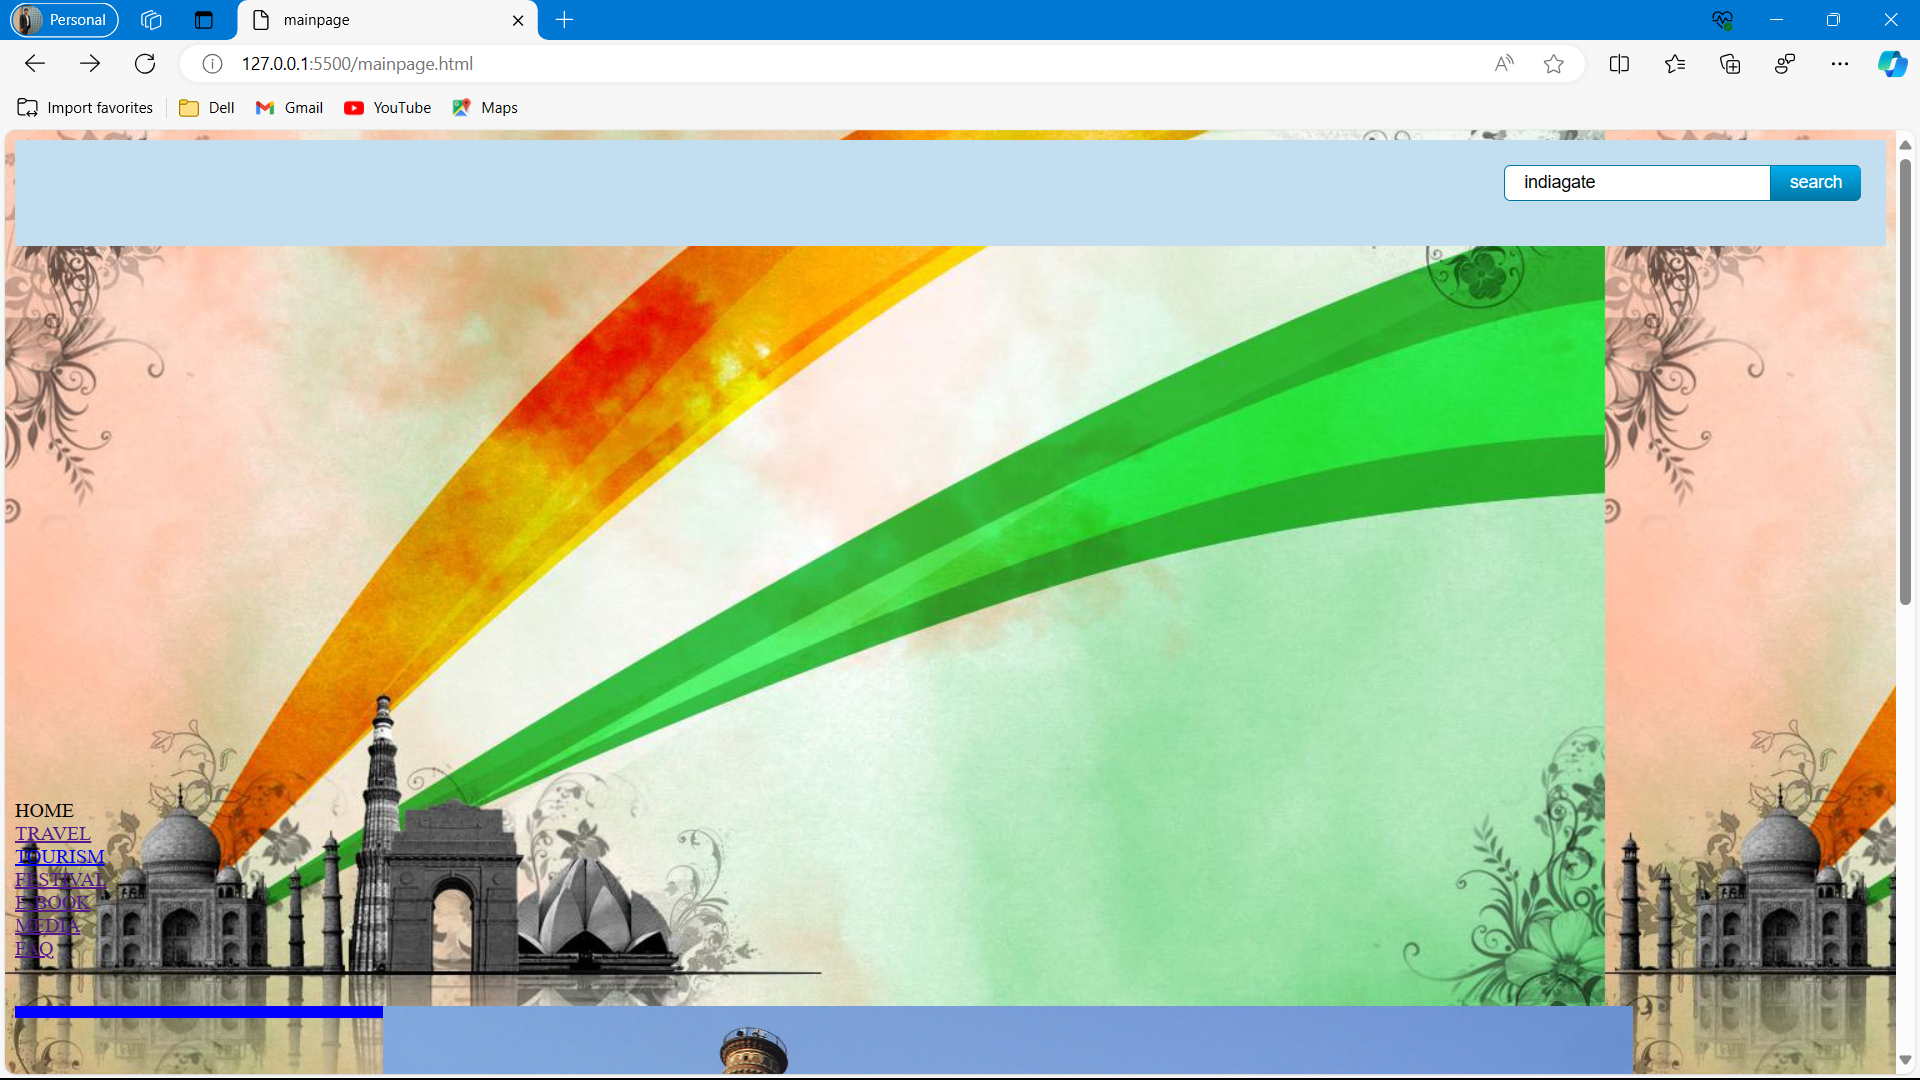 Personal
mainpage
127.0.0.1:5500/mainpage.html
Import favorites Dell Gmail YouTube Maps
indiagate search
HOME
TRAVEL
TOURISM
FESTIVAL
E-BOOK
MEDIA
FAQ